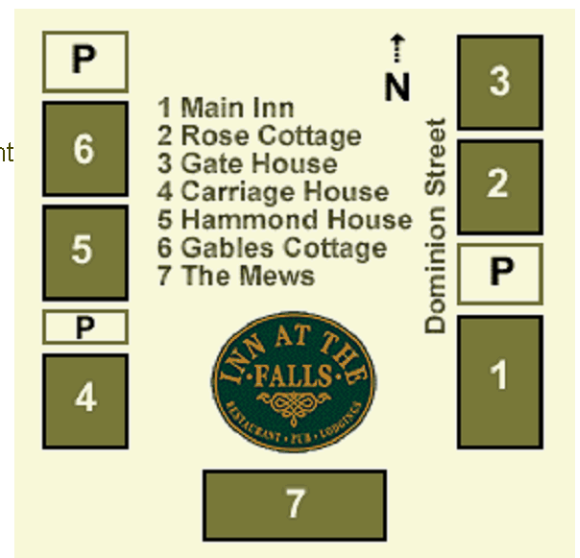 P
6
5
P
4
nt
1 Main Inn
2 Rose Cottage
3 Gate House
4 Carriage House
5 Hammond House
6 Gables Cottage
7 The Mews
N
Dominion Street
3
2
P
1
INN AT THE
·FALLS·
RESTAURANT · PUB · LODGINGS
7